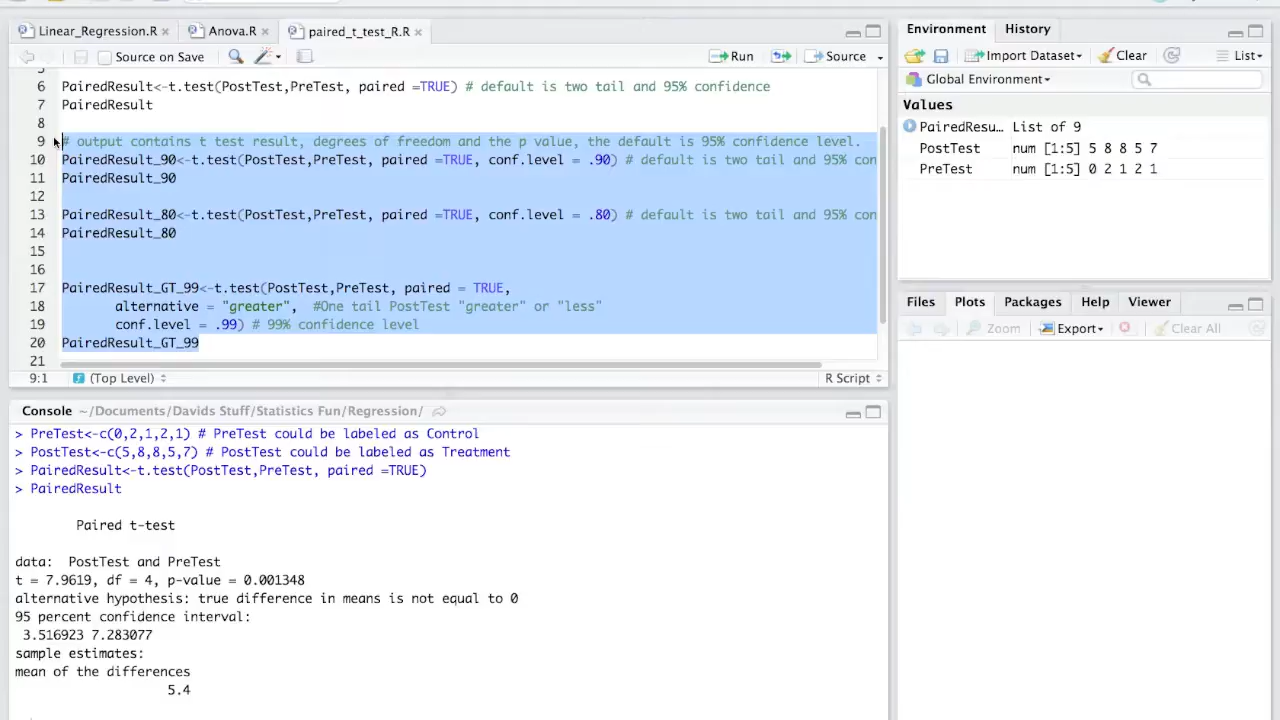 Linear_Regression.R × Anova.R × paired_t_test_R.R ×
Source on Save Run Source
6 PairedResult<-t.test(PostTest,PreTest, paired =TRUE) # default is two tail and 95% confidence
7 PairedResult
8
9 # output contains t test result, degrees of freedom and the p value, the default is 95% confidence level.
10 PairedResult_90<-t.test(PostTest,PreTest, paired =TRUE, conf.level = .90) # default is two tail and 95% con
11 PairedResult_90
12
13 PairedResult_80<-t.test(PostTest,PreTest, paired =TRUE, conf.level = .80) # default is two tail and 95% con
14 PairedResult_80
15
16
17 PairedResult_GT_99<-t.test(PostTest,PreTest, paired = TRUE,
18 alternative = "greater", #One tail PostTest "greater" or "less"
19 conf.level = .99) # 99% confidence level
20 PairedResult_GT_99
21
9:1 (Top Level) R Script
Console ~/Documents/Davids Stuff/Statistics Fun/Regression/
> PreTest<-c(0,2,1,2,1) # PreTest could be labeled as Control
> PostTest<-c(5,8,8,5,7) # PostTest could be labeled as Treatment
> PairedResult<-t.test(PostTest,PreTest, paired =TRUE)
> PairedResult
Paired t-test
data: PostTest and PreTest
t = 7.9619, df = 4, p-value = 0.001348
alternative hypothesis: true difference in means is not equal to 0
95 percent confidence interval:
3.516923 7.283077
sample estimates:
mean of the differences
5.4
Environment History
Import Dataset Clear List
Global Environment
Values
PairedResu… List of 9
PostTest num [1:5] 5 8 8 5 7
PreTest num [1:5] 0 2 1 2 1
Files Plots Packages Help Viewer
Zoom Export Clear All